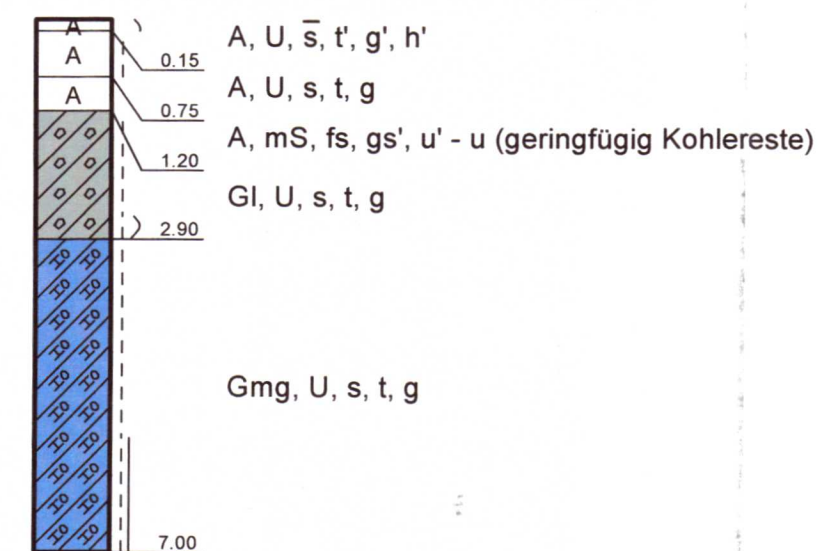 A
A, U, s̅, t', g', h'
0.15
A
A, U, s, t, g
0.75
A
A, mS, fs, gs', u' - u (geringfügig Kohlereste)
1.20
Gl, U, s, t, g
2.90
Gmg, U, s, t, g
7.00